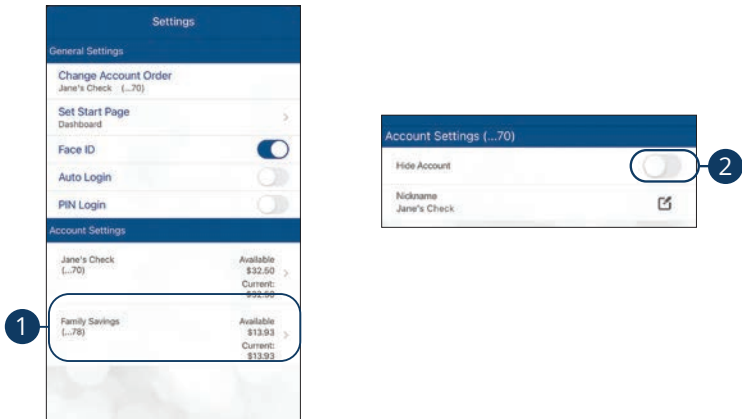 Settings
General Settings
Change Account Order
Jane's Check (...70)
Set Start Page
Dashboard
Face ID
Auto Login
PIN Login
Account Settings
Jane's Check
(...70)
Available
$32.50
Current:
$32.50
1
Family Savings
(...78)
Available
$13.93
Current:
$13.93
Account Settings (...70)
Hide Account
2
Nickname
Jane's Check